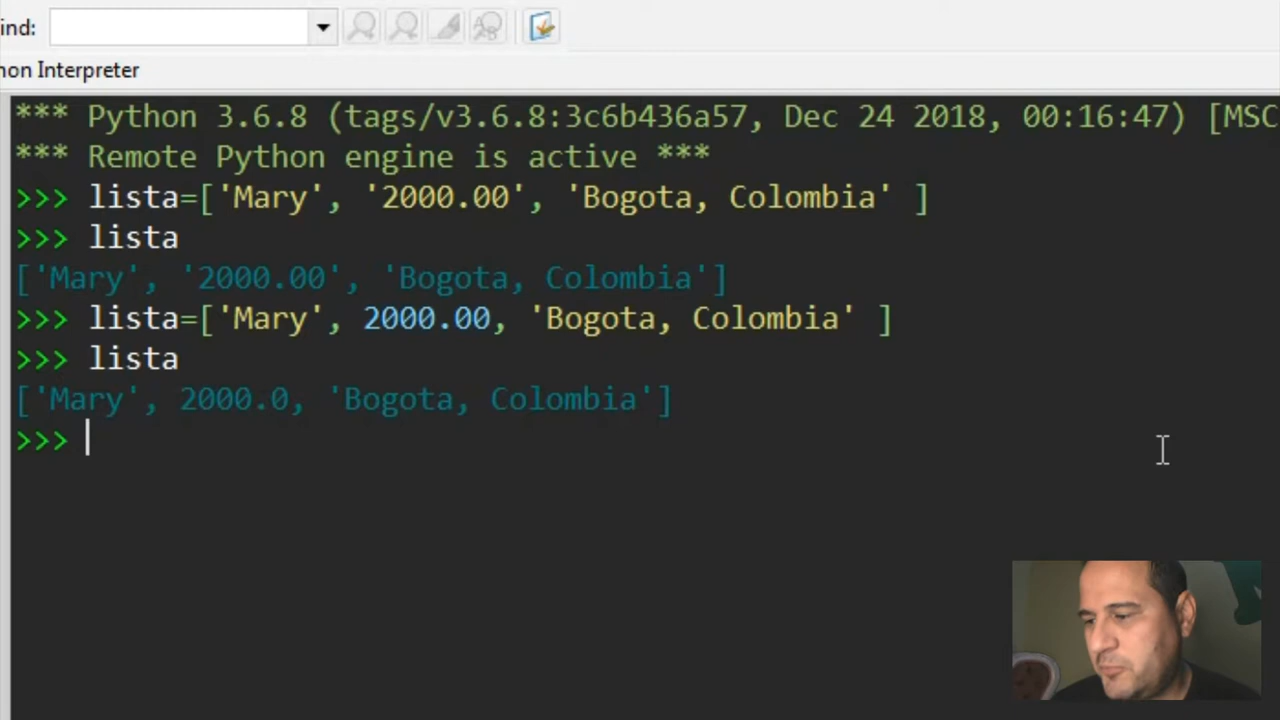 ind:
hon Interpreter
*** Python 3.6.8 (tags/v3.6.8:3c6b436a57, Dec 24 2018, 00:16:47) [MSC
*** Remote Python engine is active ***
>>> lista=['Mary', '2000.00', 'Bogota, Colombia' ]
>>> lista
['Mary', '2000.00', 'Bogota, Colombia']
>>> lista=['Mary', 2000.00, 'Bogota, Colombia' ]
>>> lista
['Mary', 2000.0, 'Bogota, Colombia']
>>>